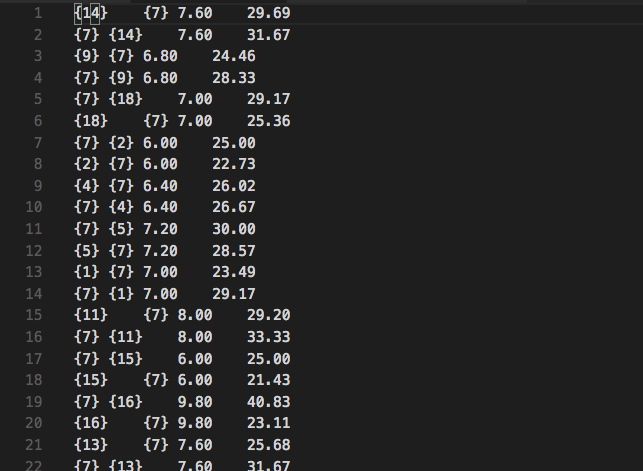 1 {14} {7} 7.60 29.69
2 {7} {14} 7.60 31.67
3 {9} {7} 6.80 24.46
4 {7} {9} 6.80 28.33
5 {7} {18} 7.00 29.17
6 {18} {7} 7.00 25.36
7 {7} {2} 6.00 25.00
8 {2} {7} 6.00 22.73
9 {4} {7} 6.40 26.02
10 {7} {4} 6.40 26.67
11 {7} {5} 7.20 30.00
12 {5} {7} 7.20 28.57
13 {1} {7} 7.00 23.49
14 {7} {1} 7.00 29.17
15 {11} {7} 8.00 29.20
16 {7} {11} 8.00 33.33
17 {7} {15} 6.00 25.00
18 {15} {7} 6.00 21.43
19 {7} {16} 9.80 40.83
20 {16} {7} 9.80 23.11
21 {13} {7} 7.60 25.68
22 {7} {13} 7.60 31.67